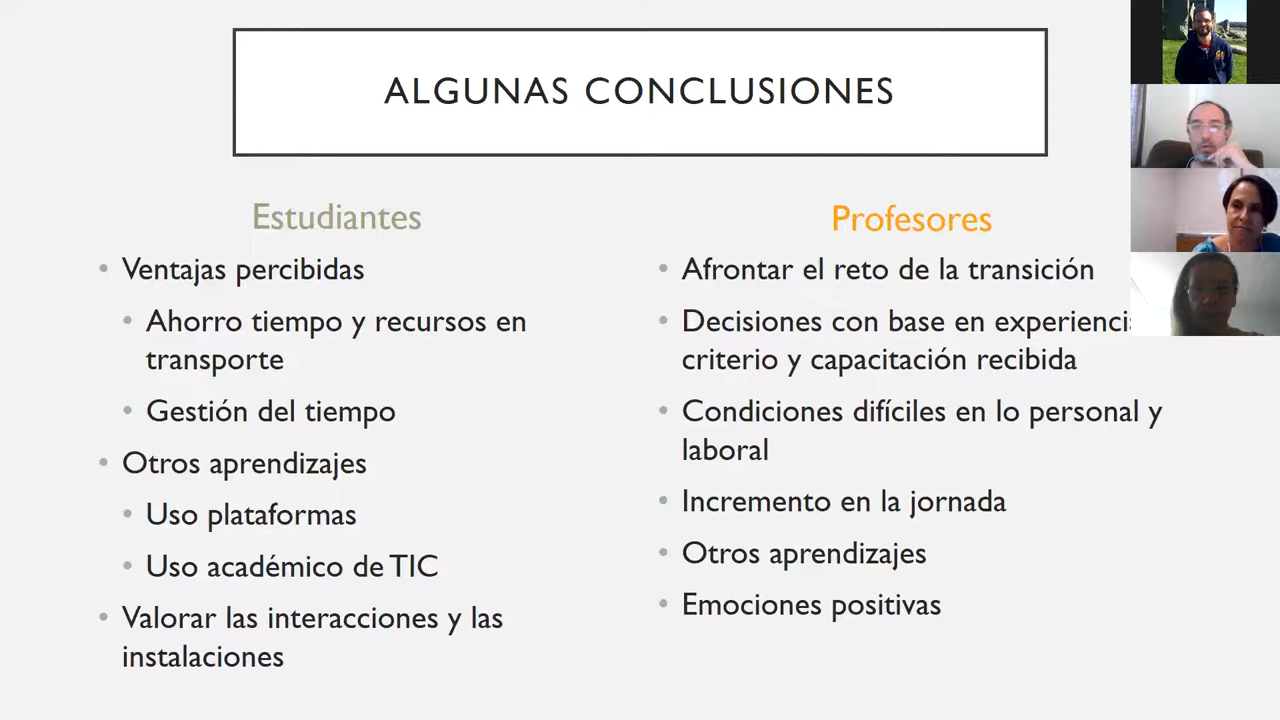 ALGUNAS CONCLUSIONES
Estudiantes
• Ventajas percibidas
• Ahorro tiempo y recursos en
transporte
• Gestión del tiempo
• Otros aprendizajes
• Uso plataformas
• Uso académico de TIC
• Valorar las interacciones y las
instalaciones
Profesores
• Afrontar el reto de la transición
• Decisiones con base en
criterio y capacitación recibida
• Condiciones difíciles en lo personal y
laboral
• Incremento en la jornada
• Otros aprendizajes
• Emociones positivas